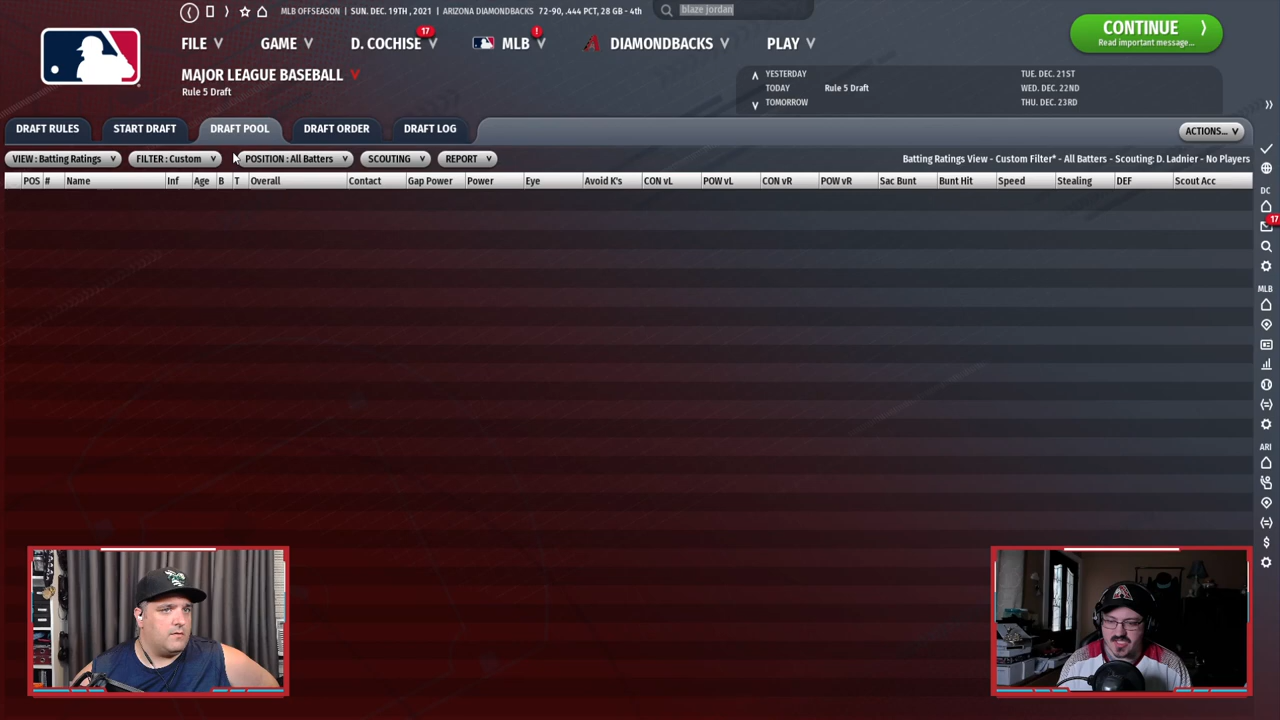 MLB OFFSEASON | SUN. DEC. 19TH, 2021 | ARIZONA DIAMONDBACKS 72-90, .444 PCT, 28 GB - 4th
blaze jordan
FILE GAME D. COCHISE 17 MLB ! DIAMONDBACKS PLAY
CONTINUE
Read important message...
MAJOR LEAGUE BASEBALL
Rule 5 Draft
YESTERDAY TUE. DEC. 21ST
TODAY Rule 5 Draft WED. DEC. 22ND
TOMORROW THU. DEC. 23RD
DRAFT RULES START DRAFT DRAFT POOL DRAFT ORDER DRAFT LOG ACTIONS...
VIEW : Batting Ratings FILTER : Custom POSITION : All Batters SCOUTING REPORT Batting Ratings View - Custom Filter* - All Batters - Scouting: D. Ladnier - No Players
POS # Name Inf Age B T Overall Contact Gap Power Power Eye Avoid K's CON vL POW vL CON vR POW vR Sac Bunt Bunt Hit Speed Stealing DEF Scout Acc
DC
17
MLB
ARI
A